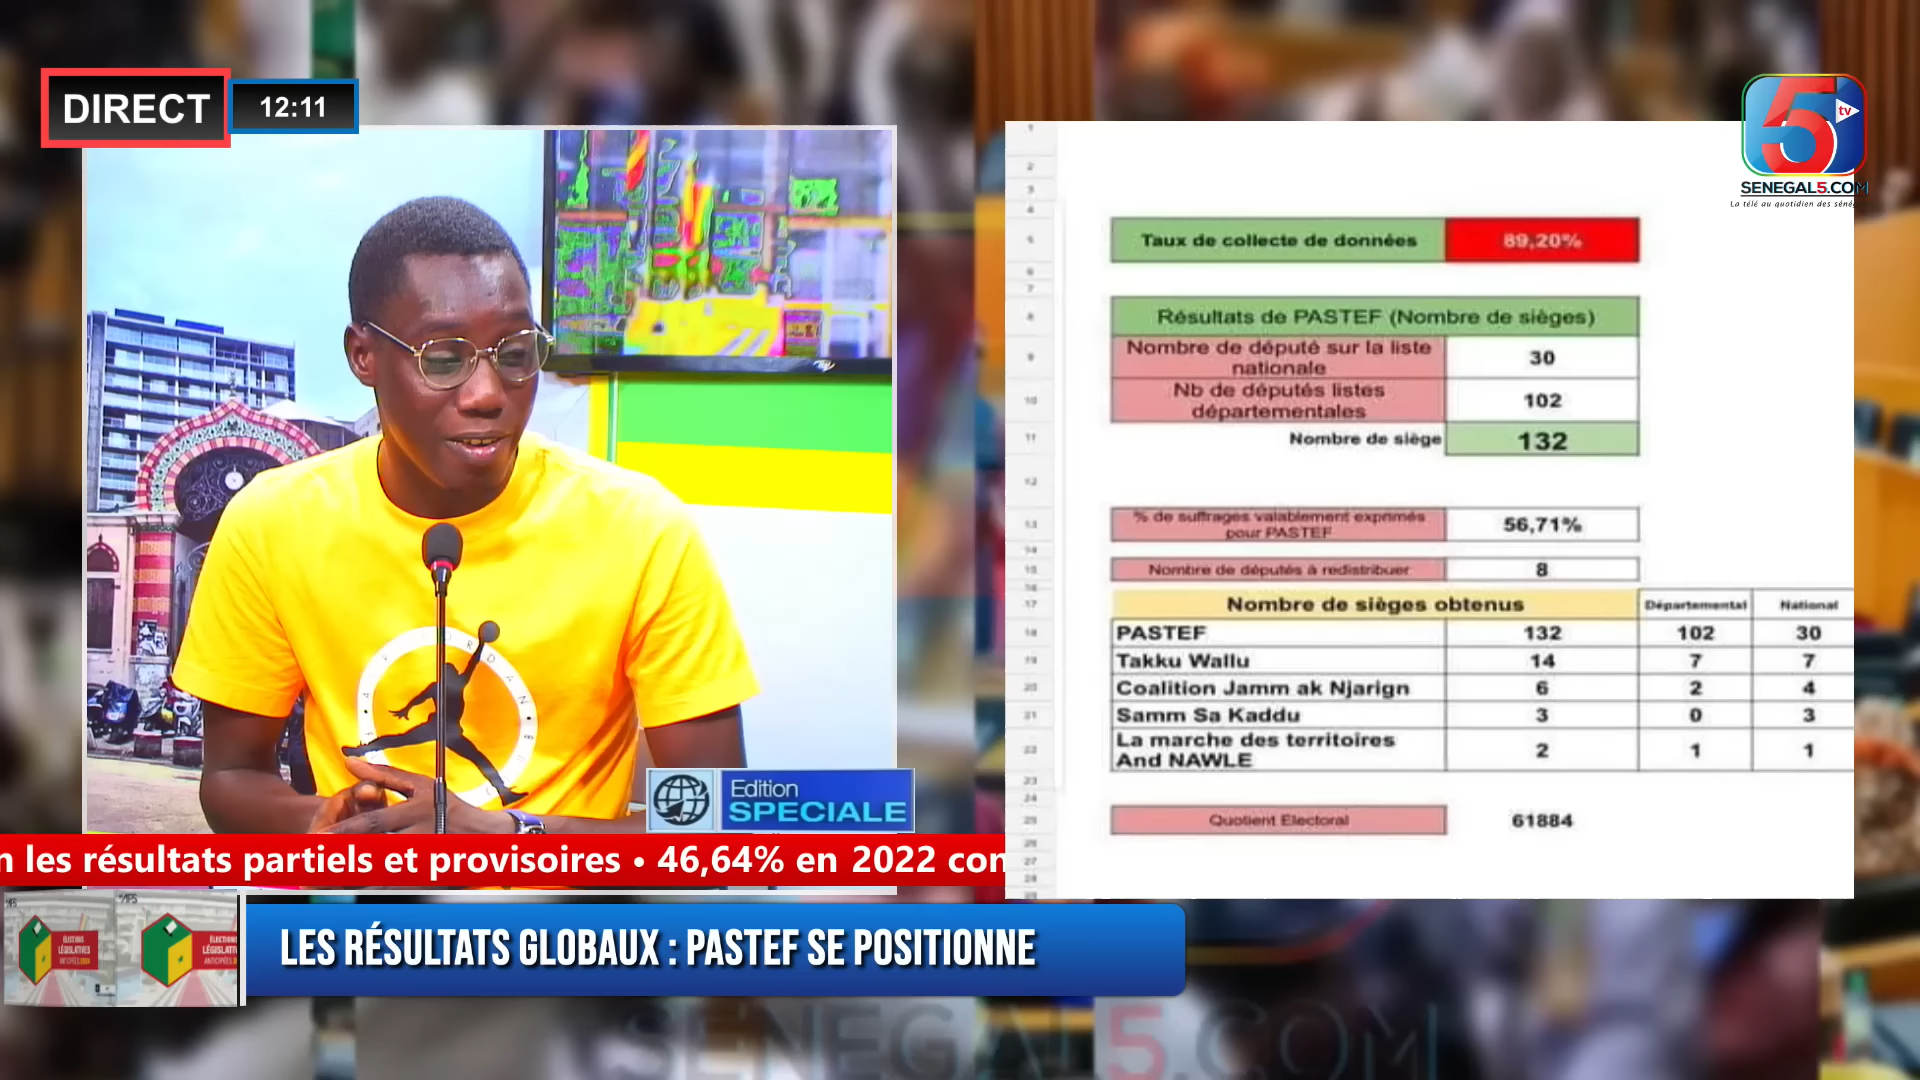 DIRECT
12:11
5
tv
SENEGAL5.COM
Taux de collecte de données 89,20%
Résultats de PASTEF (Nombre de sièges)
Nombre de député sur la liste
nationale
30
Nb de députés listes
départementales
102
Nombre de siège 132
% de suffrages valablement exprimés
pour PASTEF
56,71%
Nombre de députés à redistribuer 8
Nombre de sièges obtenus Départemental National
PASTEF 132 102 30
Takku Wallu 14 7 7
Coalition Jamm ak Njarign 6 2 4
Samm Sa Kaddu 3 0 3
La marche des territoires
And NAWLE
2 1 1
Quotient Electoral 61884
Edition
SPECIALE
n les résultats partiels et provisoires • 46,64% en 2022 con
LES RÉSULTATS GLOBAUX : PASTEF SE POSITIONNE
SENEGAL5.COM